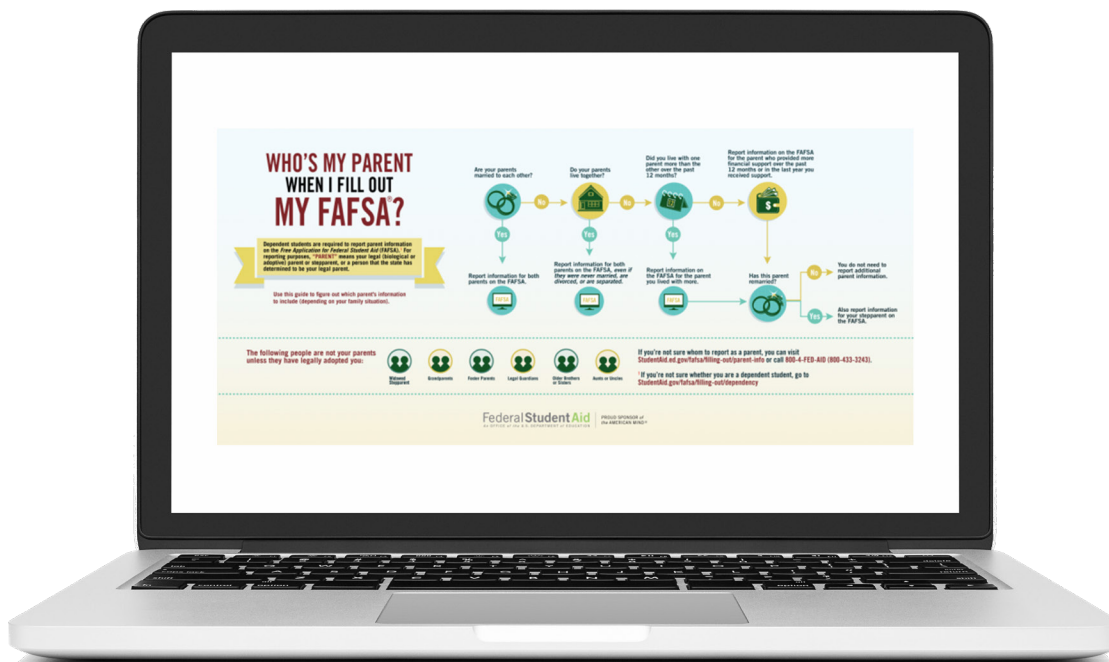 WHO'S MY PARENT
WHEN I FILL OUT
MY FAFSA®?
Dependent students are required to report parent information
on the Free Application for Federal Student Aid (FAFSA).¹ For
reporting purposes, "PARENT" means your legal (biological or
adoptive) parent or stepparent, or a person that the state has
determined to be your legal parent.
Use this guide to figure out which parent's information
to include (depending on your family situation).
Are your parents
married to each other?
No
Do your parents
live together?
No
Did you live with one
parent more than the
other over the past
12 months?
No
Report information on the FAFSA
for the parent who provided more
financial support over the past
12 months or in the last year you
received support.
Yes
Yes
Yes
Report information for both
parents on the FAFSA.
FAFSA
Report information for both
parents on the FAFSA, even if
they were never married, are
divorced, or are separated.
FAFSA
Report information on
the FAFSA for the parent
you lived with more.
FAFSA
Has this parent
remarried?
No
You do not need to
report additional
parent information.
Yes
Also report information
for your stepparent on
the FAFSA.
The following people are not your parents
unless they have legally adopted you:
Widowed
Stepparent
Grandparents
Foster Parents
Legal Guardians
Older Brothers
or Sisters
Aunts or Uncles
If you're not sure whom to report as a parent, you can visit
StudentAid.ed.gov/fafsa/filling-out/parent-info or call 800-4-FED-AID (800-433-3243).
¹ If you're not sure whether you are a dependent student, go to
StudentAid.gov/fafsa/filling-out/dependency
Federal Student Aid
An OFFICE of the U.S. DEPARTMENT of EDUCATION
PROUD SPONSOR of
the AMERICAN MIND®